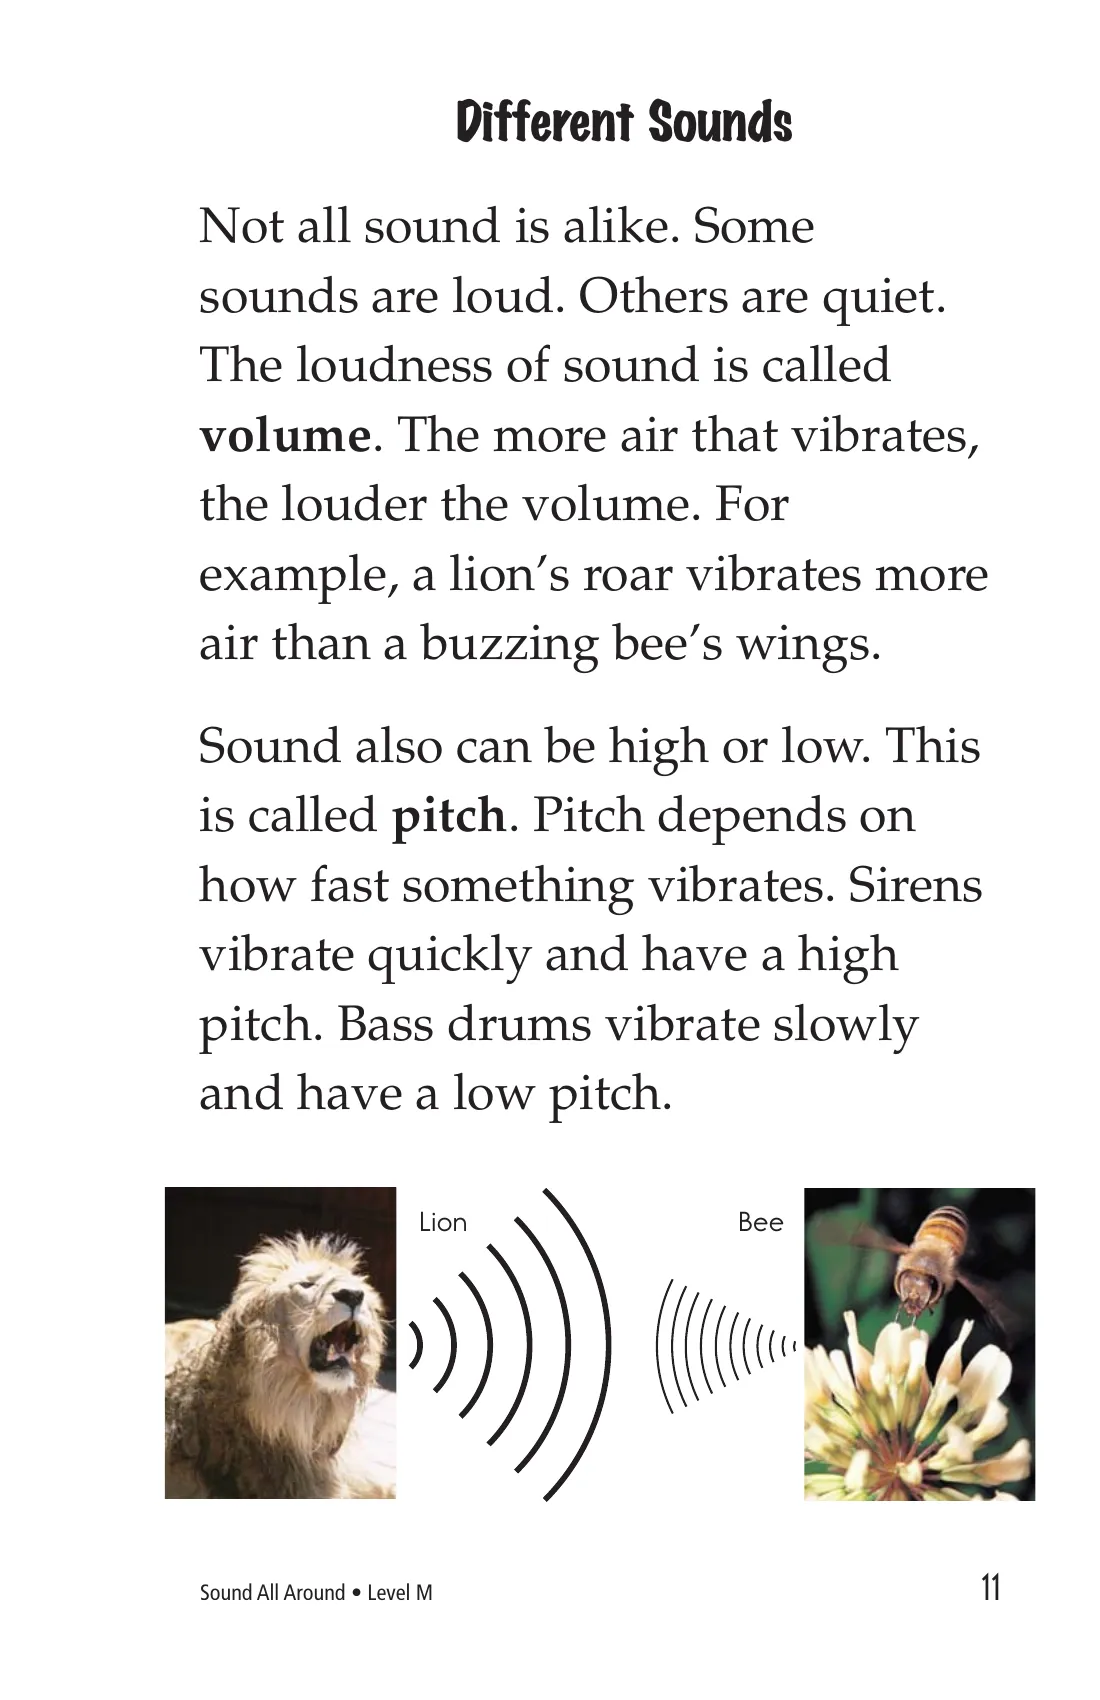 Different Sounds
Not all sound is alike. Some
sounds are loud. Others are quiet.
The loudness of sound is called
volume. The more air that vibrates,
the louder the volume. For
example, a lion’s roar vibrates more
air than a buzzing bee’s wings.
Sound also can be high or low. This
is called pitch. Pitch depends on
how fast something vibrates. Sirens
vibrate quickly and have a high
pitch. Bass drums vibrate slowly
and have a low pitch.
Lion
Bee
Sound All Around • Level M
11